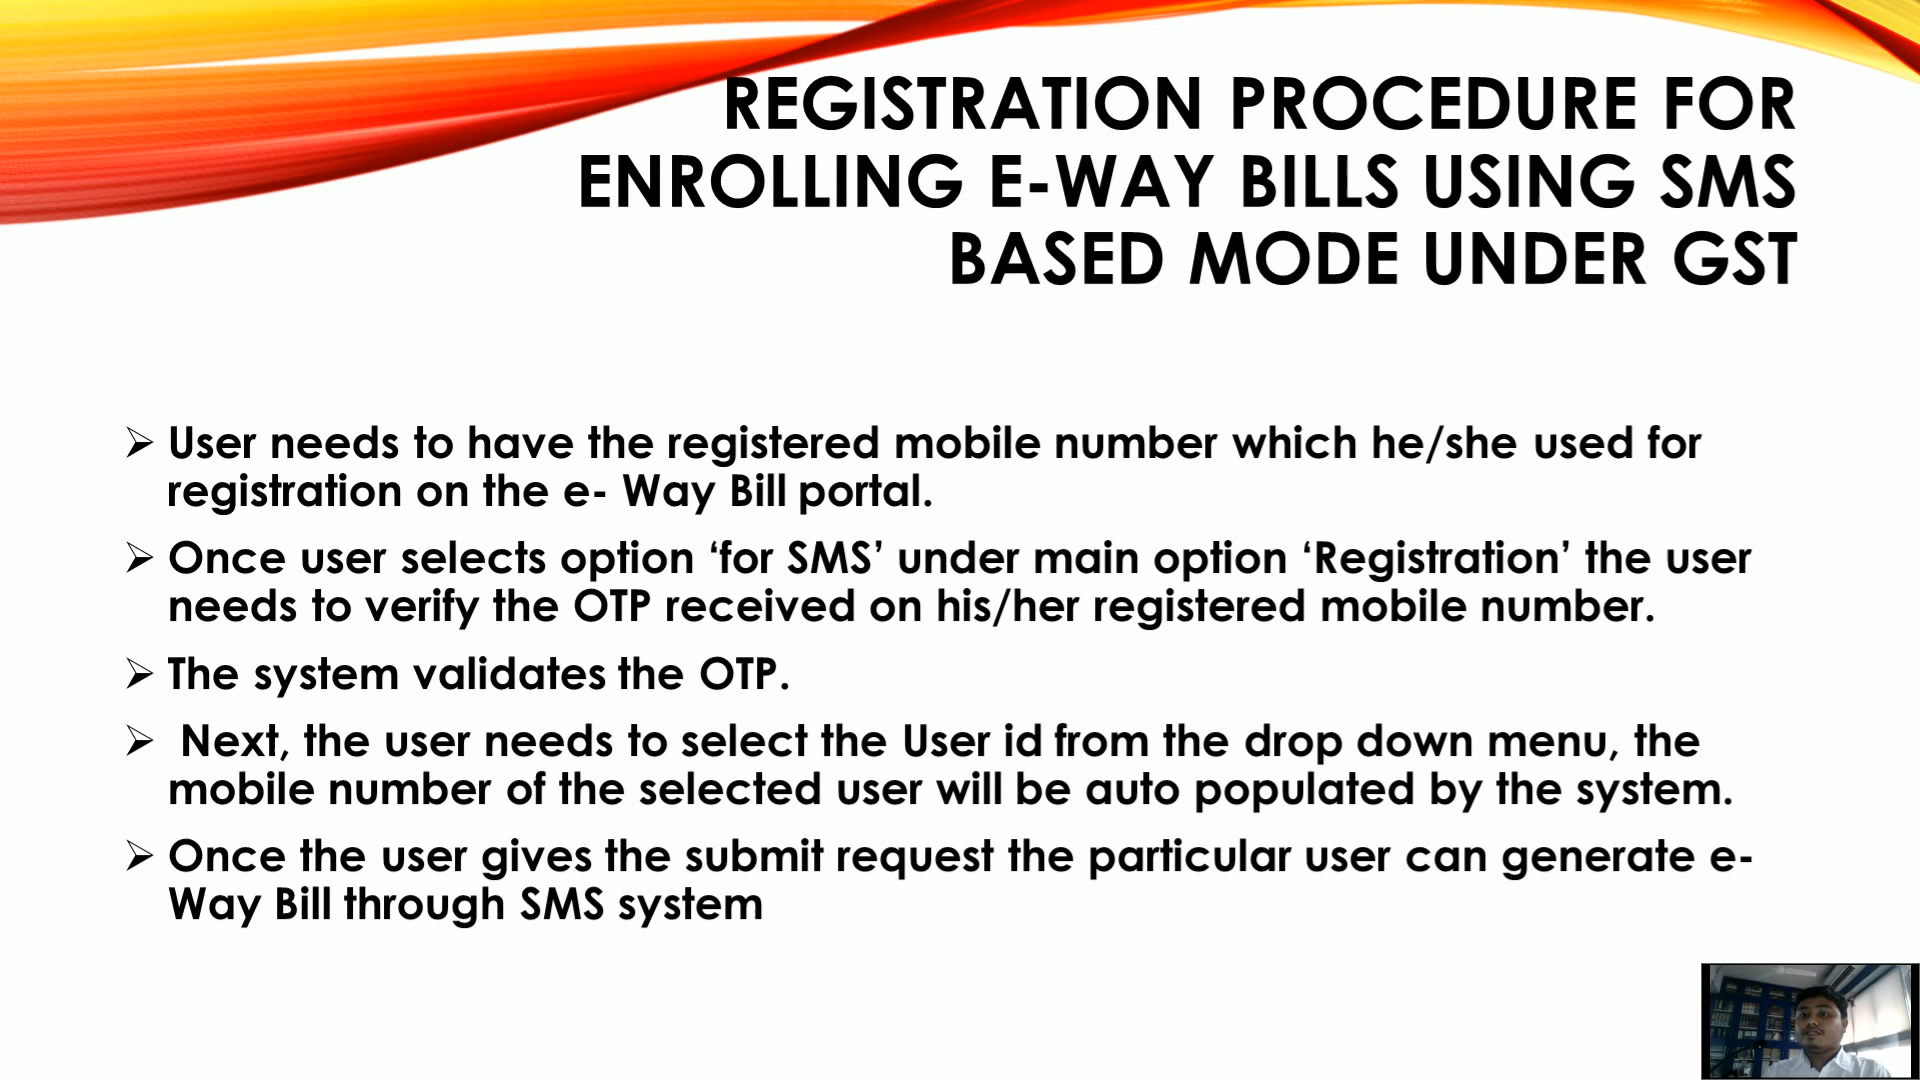 REGISTRATION PROCEDURE FOR
ENROLLING E-WAY BILLS USING SMS
BASED MODE UNDER GST
➢ User needs to have the registered mobile number which he/she used for
registration on the e- Way Bill portal.
➢ Once user selects option ‘for SMS’ under main option ‘Registration’ the user
needs to verify the OTP received on his/her registered mobile number.
➢ The system validates the OTP.
➢ Next, the user needs to select the User id from the drop down menu, the
mobile number of the selected user will be auto populated by the system.
➢ Once the user gives the submit request the particular user can generate e-
Way Bill through SMS system